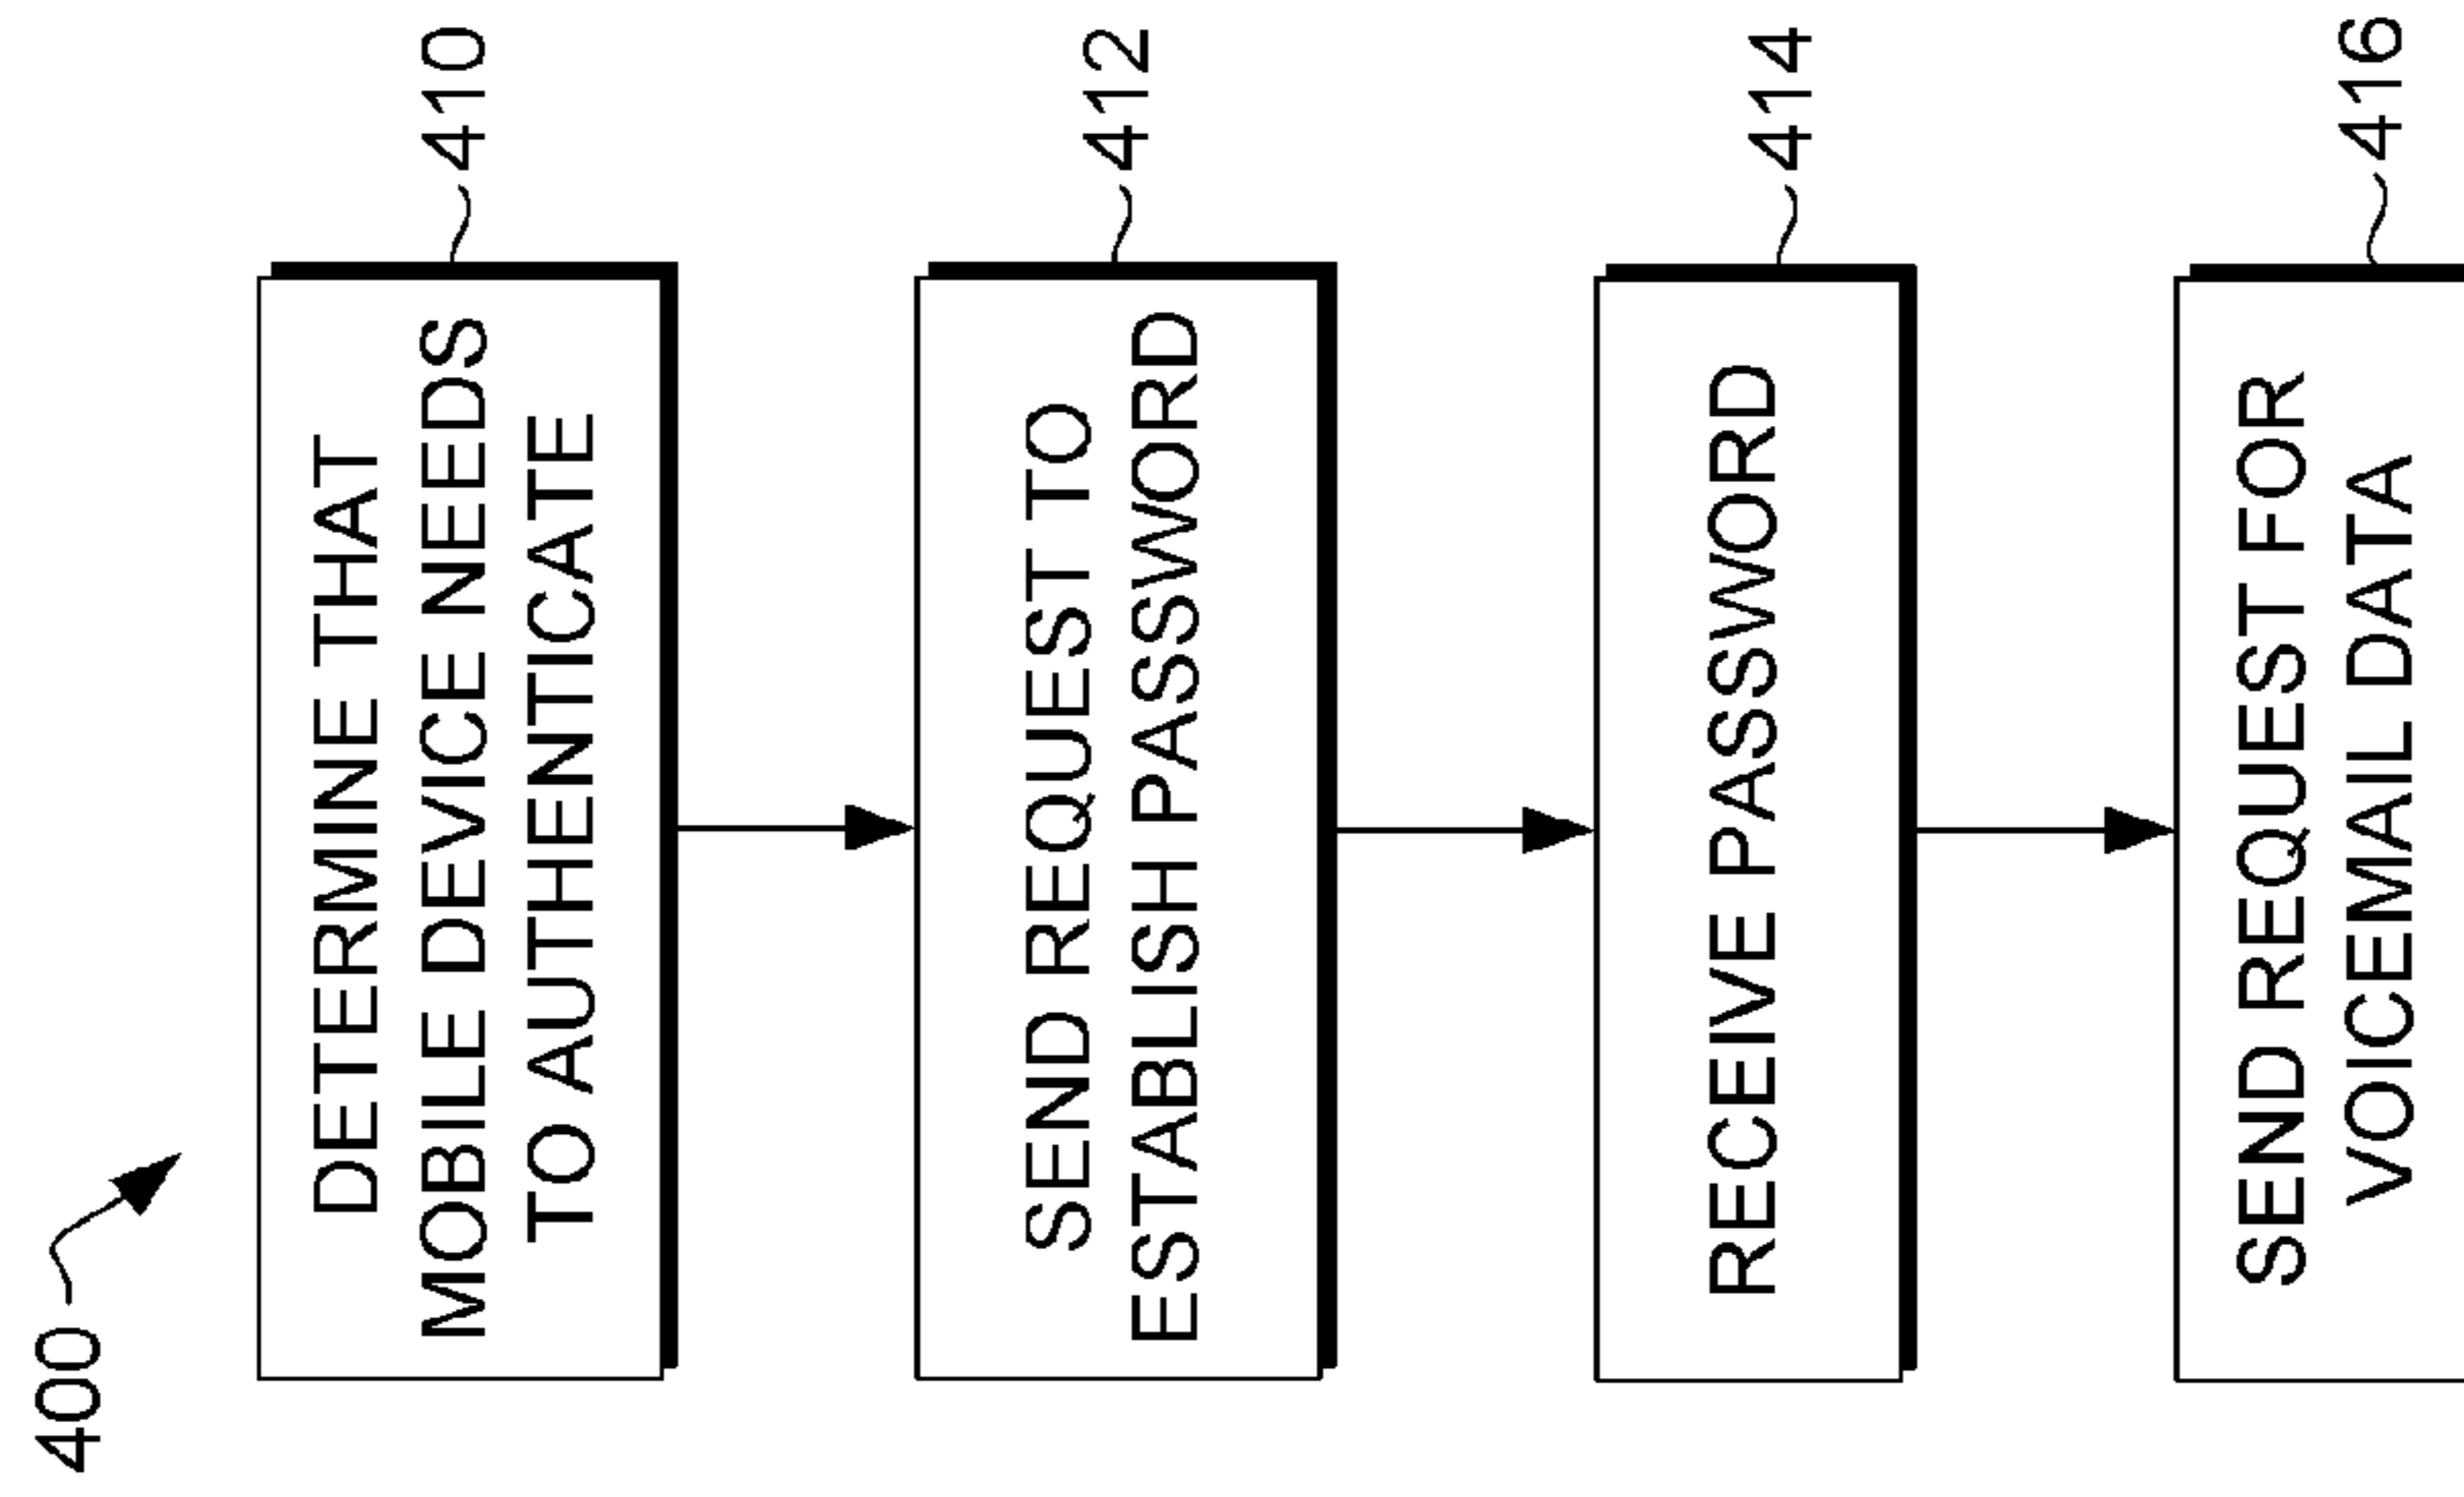 400
DETERMINE THAT
MOBILE DEVICE NEEDS
TO AUTHENTICATE
410
SEND REQUEST TO
ESTABLISH PASSWORD
412
RECEIVE PASSWORD
414
SEND REQUEST FOR
VOICEMAIL DATA
416